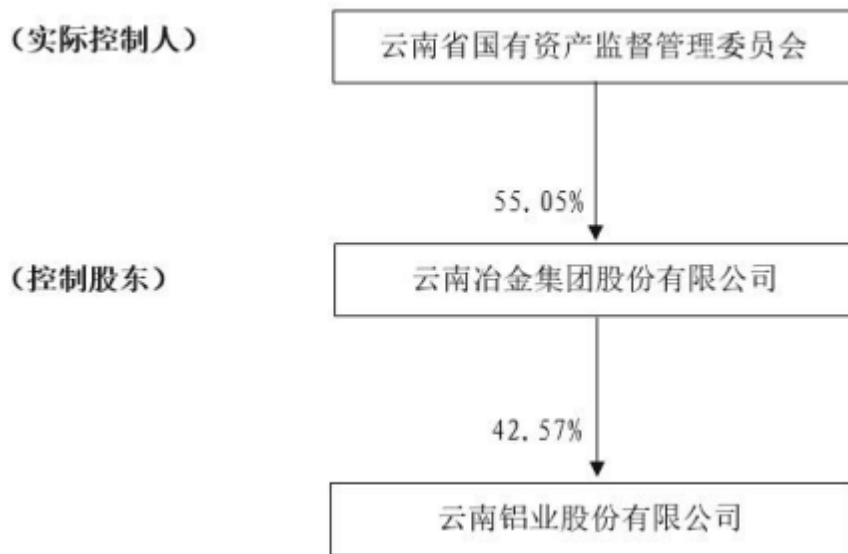 （实际控制人）
云南省国有资产监督管理委员会
55.05%
（控制股东）
云南冶金集团股份有限公司
42.57%
云南铝业股份有限公司